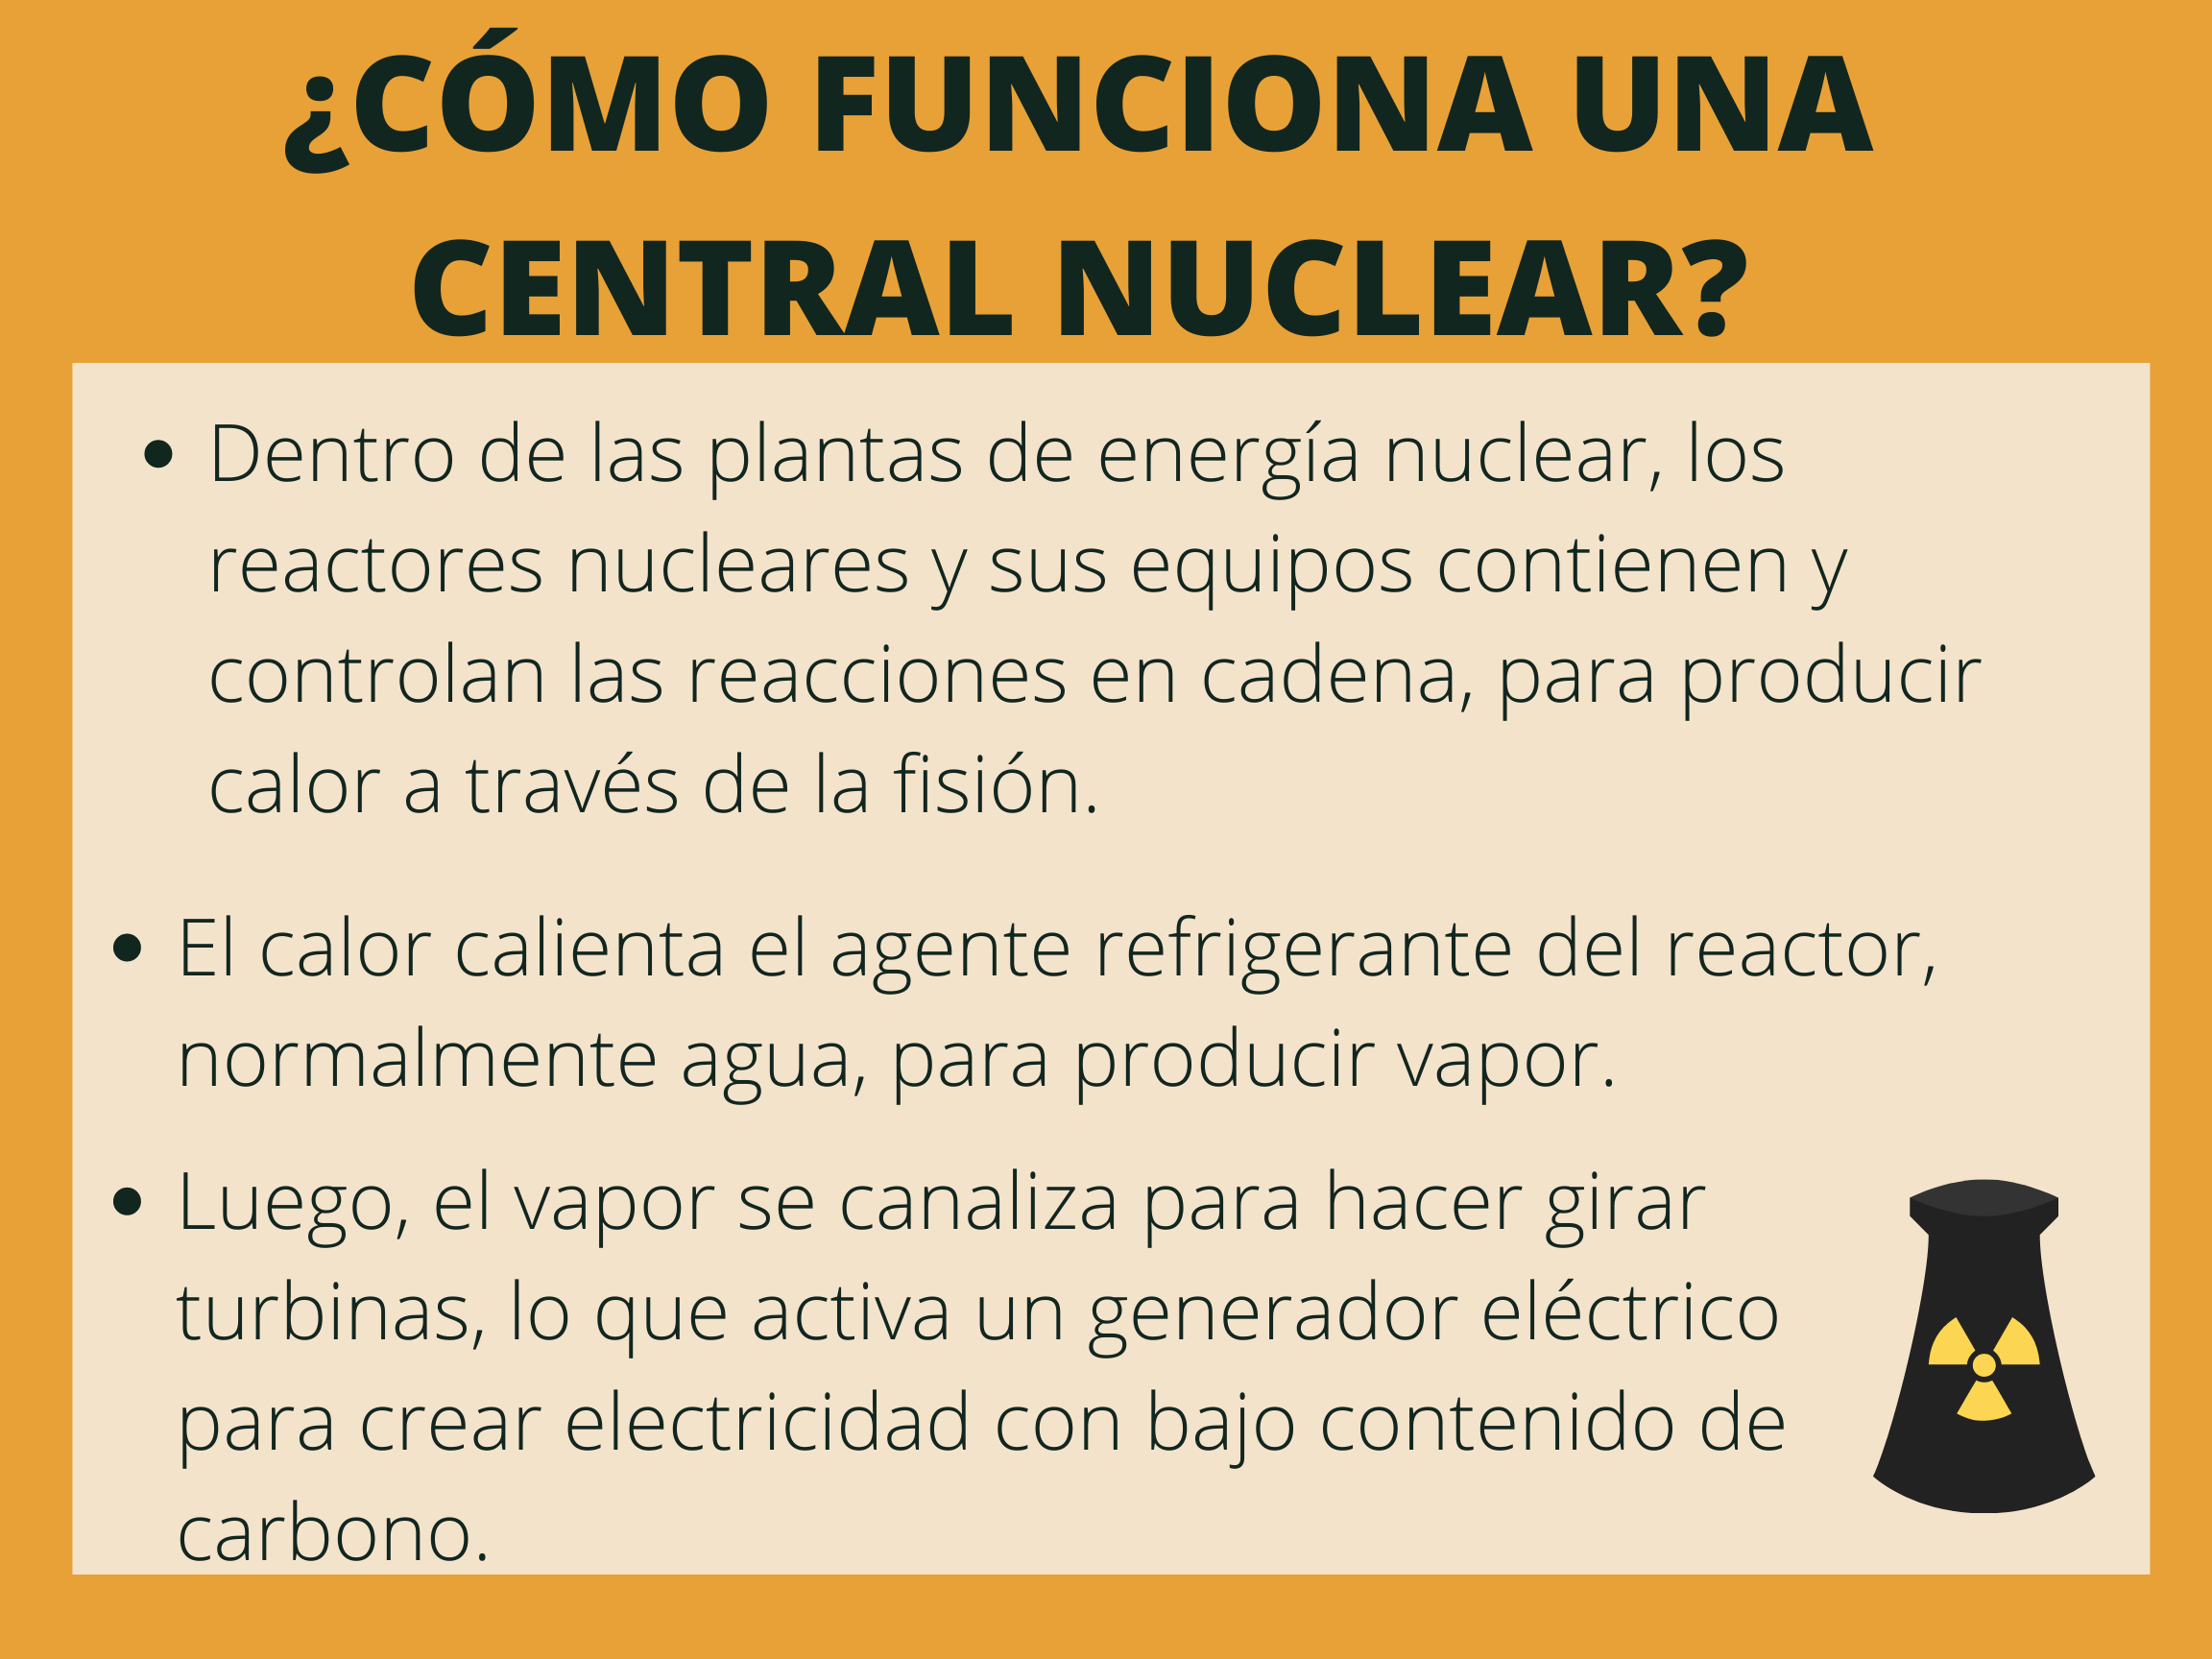 ¿CÓMO FUNCIONA UNA
CENTRAL NUCLEAR?
• Dentro de las plantas de energía nuclear, los
reactores nucleares y sus equipos contienen y
controlan las reacciones en cadena, para producir
calor a través de la fisión.
• El calor calienta el agente refrigerante del reactor,
normalmente agua, para producir vapor.
• Luego, el vapor se canaliza para hacer girar
turbinas, lo que activa un generador eléctrico
para crear electricidad con bajo contenido de
carbono.